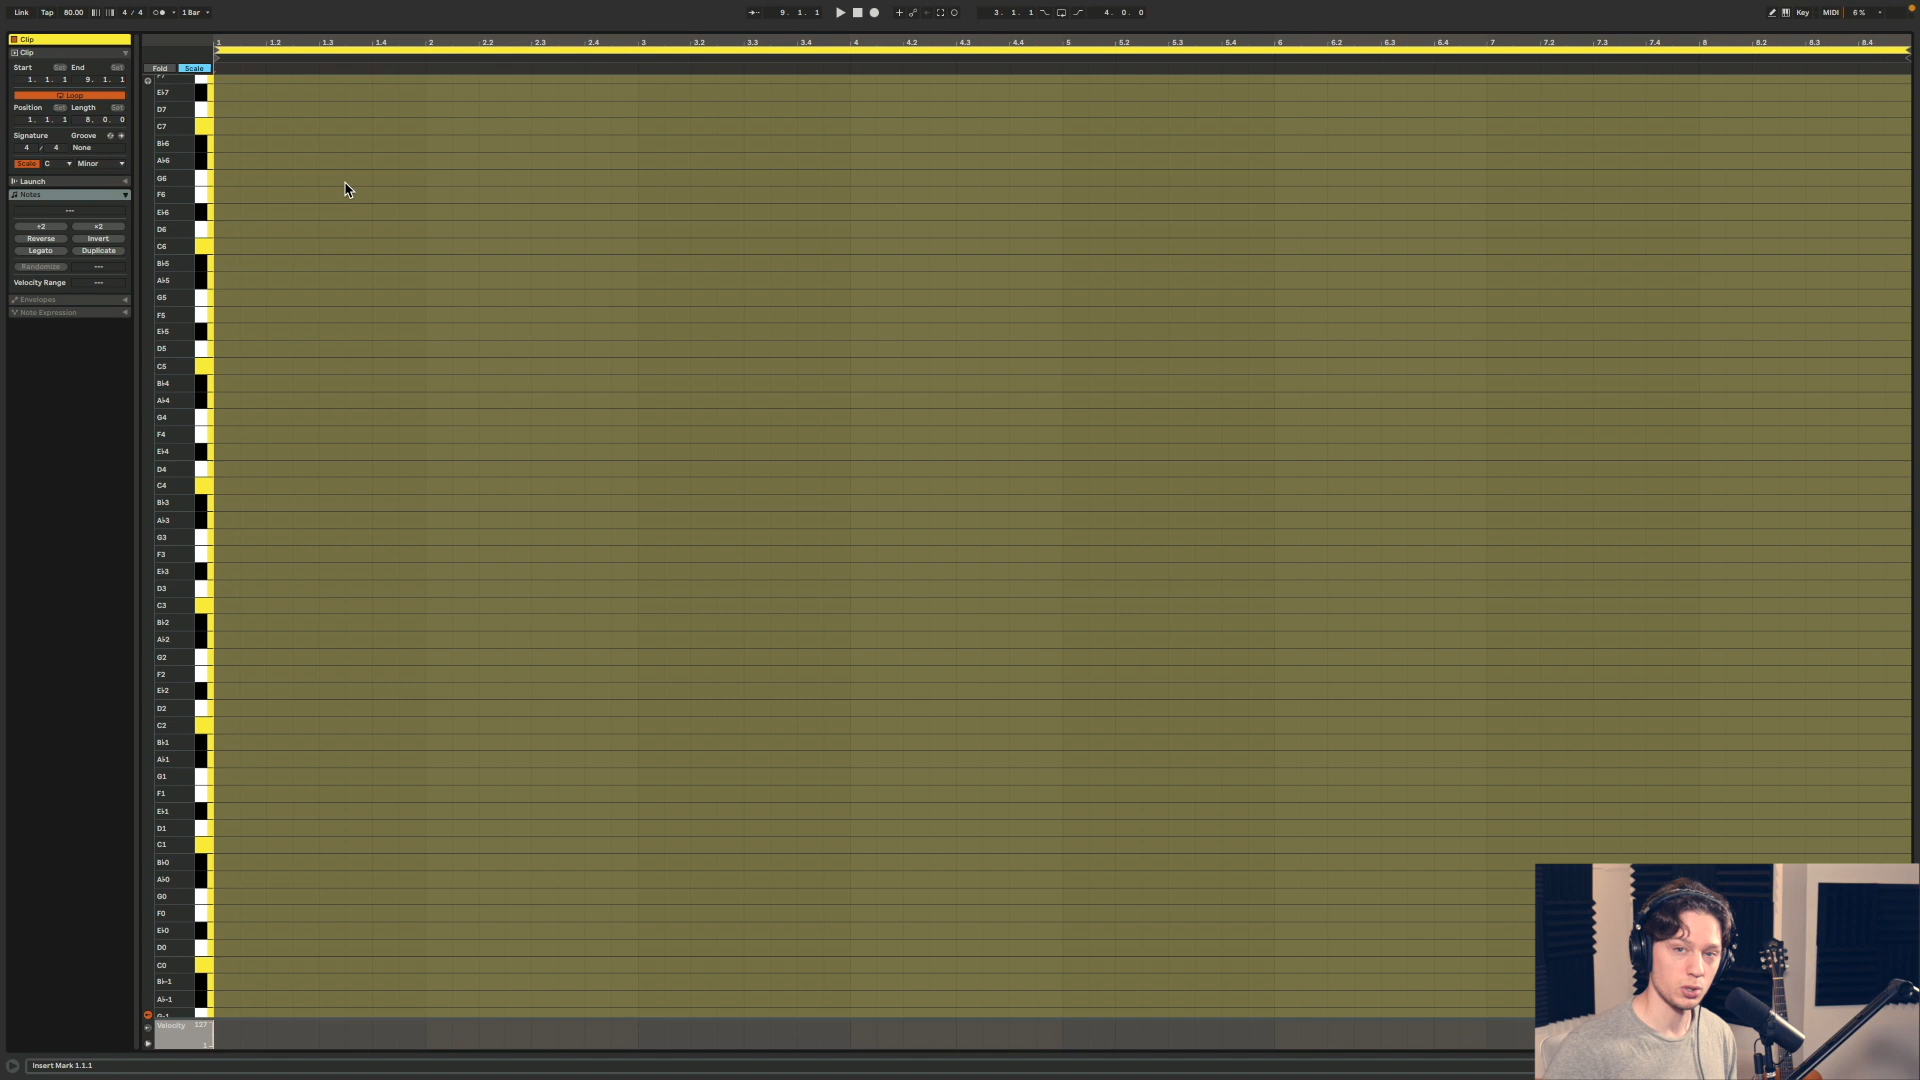 Link Tap 80.00 4 / 4 1 Bar 9. 1. 1 3. 1. 1 4. 0. 0 Key MIDI 6 %
Clip
Clip
Start Set End Set
1. 1. 1 9. 1. 1
Loop
Position Set Length Set
1. 1. 1 8. 0. 0
Signature Groove
4 / 4 None
Scale C Minor
Launch
Notes
---
÷2 ×2
Reverse Invert
Legato Duplicate
Randomize ---
Velocity Range ---
Envelopes
Note Expression
1 1.2 1.3 1.4 2 2.2 2.3 2.4 3 3.2 3.3 3.4 4 4.2 4.3 4.4 5 5.2 5.3 5.4 6 6.2 6.3 6.4 7 7.2 7.3 7.4 8 8.2 8.3 8.4
Fold Scale
F7
E♭7
D7
C7
B♭6
A♭6
G6
F6
E♭6
D6
C6
B♭5
A♭5
G5
F5
E♭5
D5
C5
B♭4
A♭4
G4
F4
E♭4
D4
C4
B♭3
A♭3
G3
F3
E♭3
D3
C3
B♭2
A♭2
G2
F2
E♭2
D2
C2
B♭1
A♭1
G1
F1
E♭1
D1
C1
B♭0
A♭0
G0
F0
E♭0
D0
C0
B♭-1
A♭-1
G-1
Velocity 127
1
Insert Mark 1.1.1